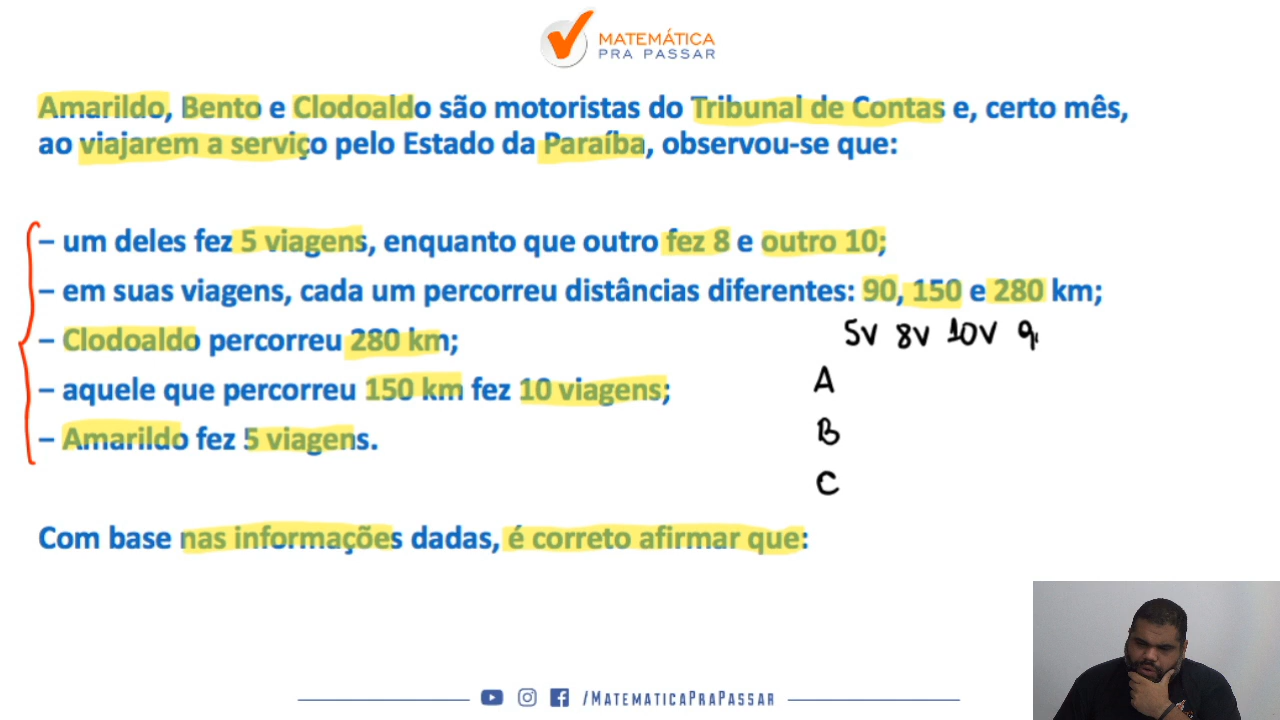 MATEMÁTICA
PRA PASSAR
Amarildo, Bento e Clodoaldo são motoristas do Tribunal de Contas e, certo mês,
ao viajarem a serviço pelo Estado da Paraíba, observou-se que:
– um deles fez 5 viagens, enquanto que outro fez 8 e outro 10;
– em suas viagens, cada um percorreu distâncias diferentes: 90, 150 e 280 km;
– Clodoaldo percorreu 280 km;
– aquele que percorreu 150 km fez 10 viagens;
– Amarildo fez 5 viagens.
5V 8V 10V 9
A
B
C
Com base nas informações dadas, é correto afirmar que:
/MATEMATICAPRAPASSAR